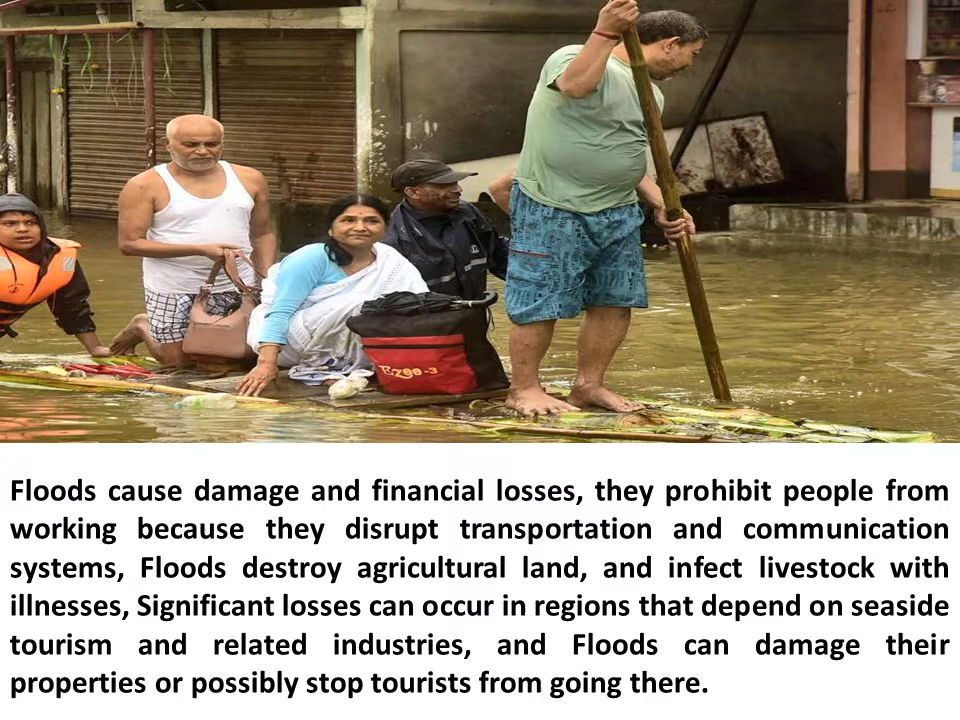 Ezee-3
Floods cause damage and financial losses, they prohibit people from
working because they disrupt transportation and communication
systems, Floods destroy agricultural land, and infect livestock with
illnesses, Significant losses can occur in regions that depend on seaside
tourism and related industries, and Floods can damage their
properties or possibly stop tourists from going there.